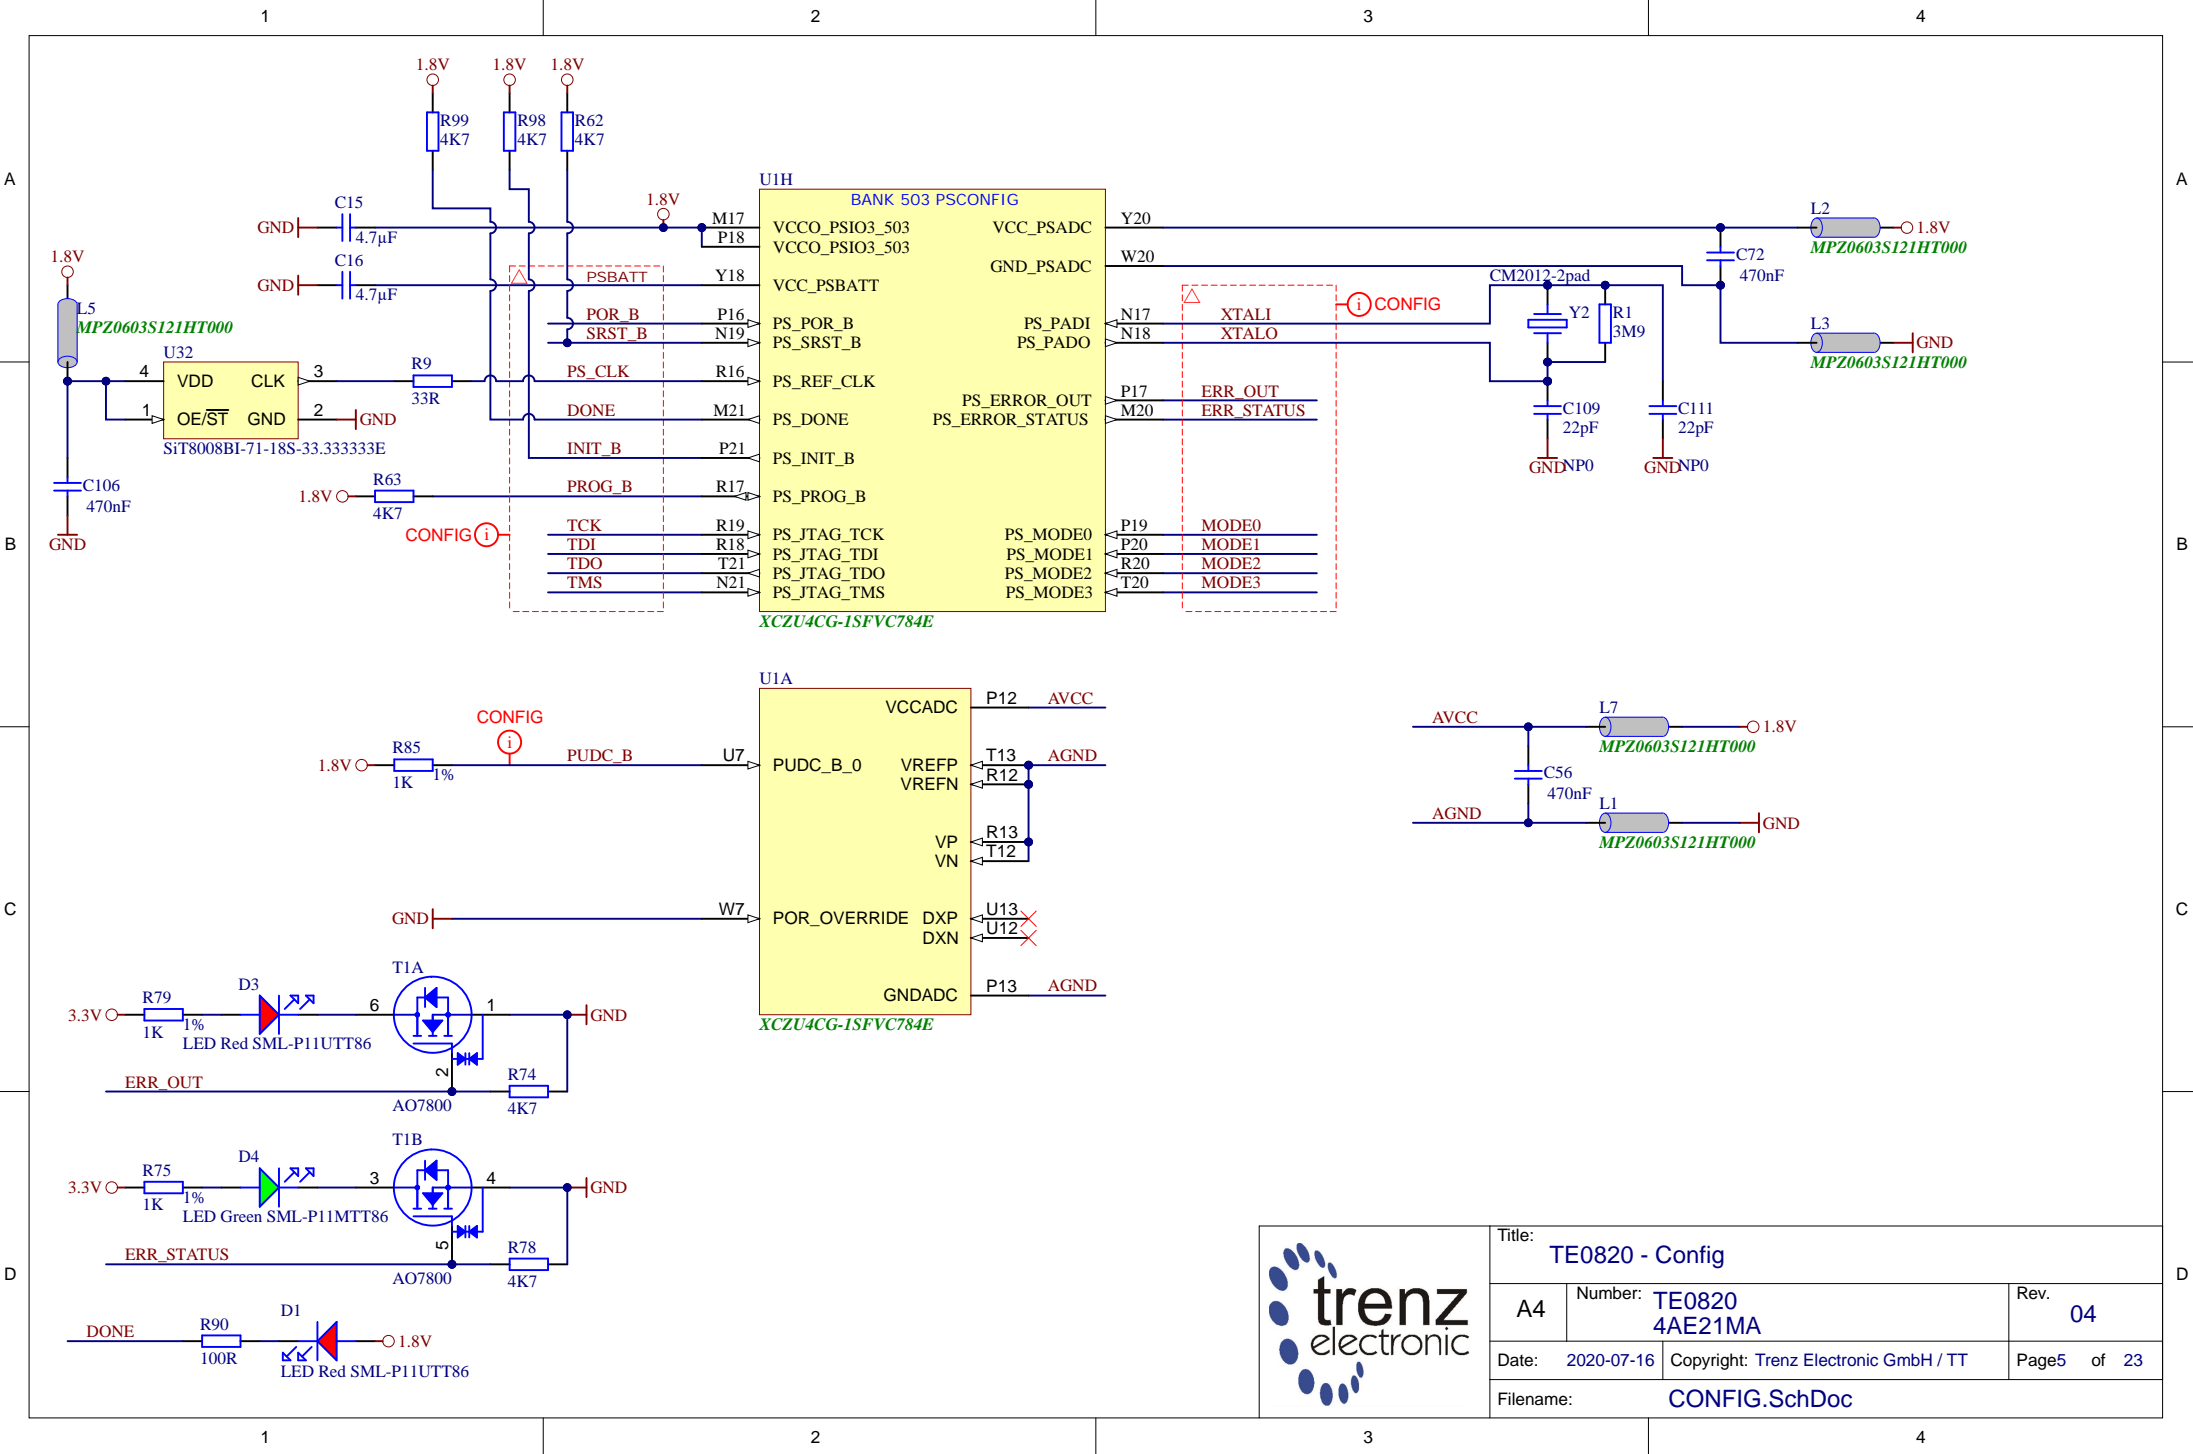 1 2 3 4
A A
B B
C C
D D
1.8V 1.8V 1.8V
R99 R98 R62
4K7 4K7 4K7
C15
GND
4.7µF
1.8V
C16
GND
4.7µF
1.8V
L5
MPZ0603S121HT000
U32
4 VDD CLK 3
1 OE/ST GND 2 GND
SiT8008BI-71-18S-33.333333E
C106
470nF
GND
R9
33R
1.8V R63
4K7
CONFIG i
PSBATT
POR_B
SRST_B
PS_CLK
DONE
INIT_B
PROG_B
TCK
TDI
TDO
TMS
U1H
BANK 503 PSCONFIG
M17 VCCO_PSIO3_503 VCC_PSADC Y20
P18 VCCO_PSIO3_503
GND_PSADC W20
Y18 VCC_PSBATT
P16 PS_POR_B PS_PADI N17 XTALI
N19 PS_SRST_B PS_PADO N18 XTALO
R16 PS_REF_CLK
PS_ERROR_OUT P17 ERR_OUT
M21 PS_DONE PS_ERROR_STATUS M20 ERR_STATUS
P21 PS_INIT_B
R17 PS_PROG_B
R19 PS_JTAG_TCK PS_MODE0 P19 MODE0
R18 PS_JTAG_TDI PS_MODE1 P20 MODE1
T21 PS_JTAG_TDO PS_MODE2 R20 MODE2
N21 PS_JTAG_TMS PS_MODE3 T20 MODE3
XCZU4CG-1SFVC784E
i CONFIG
CM2012-2pad
Y2 R1
3M9
C109 C111
22pF 22pF
GND NP0 GND NP0
L2
1.8V
MPZ0603S121HT000
C72
470nF
L3
GND
MPZ0603S121HT000
U1A
VCCADC P12 AVCC
CONFIG
i
1.8V R85
1K 1%
PUDC_B U7 PUDC_B_0 VREFP T13 AGND
VREFN R12
VP R13
VN T12
GND W7 POR_OVERRIDE DXP U13
DXN U12
GNDADC P13 AGND
XCZU4CG-1SFVC784E
AVCC L7 1.8V
MPZ0603S121HT000
C56
470nF
AGND L1 GND
MPZ0603S121HT000
T1A
3.3V R79 D3 6 1 GND
1K 1%
LED Red SML-P11UTT86
2
ERR_OUT R74
AO7800 4K7
T1B
3.3V R75 D4 3 4 GND
1K 1%
LED Green SML-P11MTT86
5
ERR_STATUS R78
AO7800 4K7
DONE R90 D1 1.8V
100R
LED Red SML-P11UTT86
trenz
electronic
Title:
TE0820 - Config
A4 Number: TE0820 Rev.
4AE21MA 04
Date: 2020-07-16 Copyright: Trenz Electronic GmbH / TT Page5 of 23
Filename: CONFIG.SchDoc
1 2 3 4